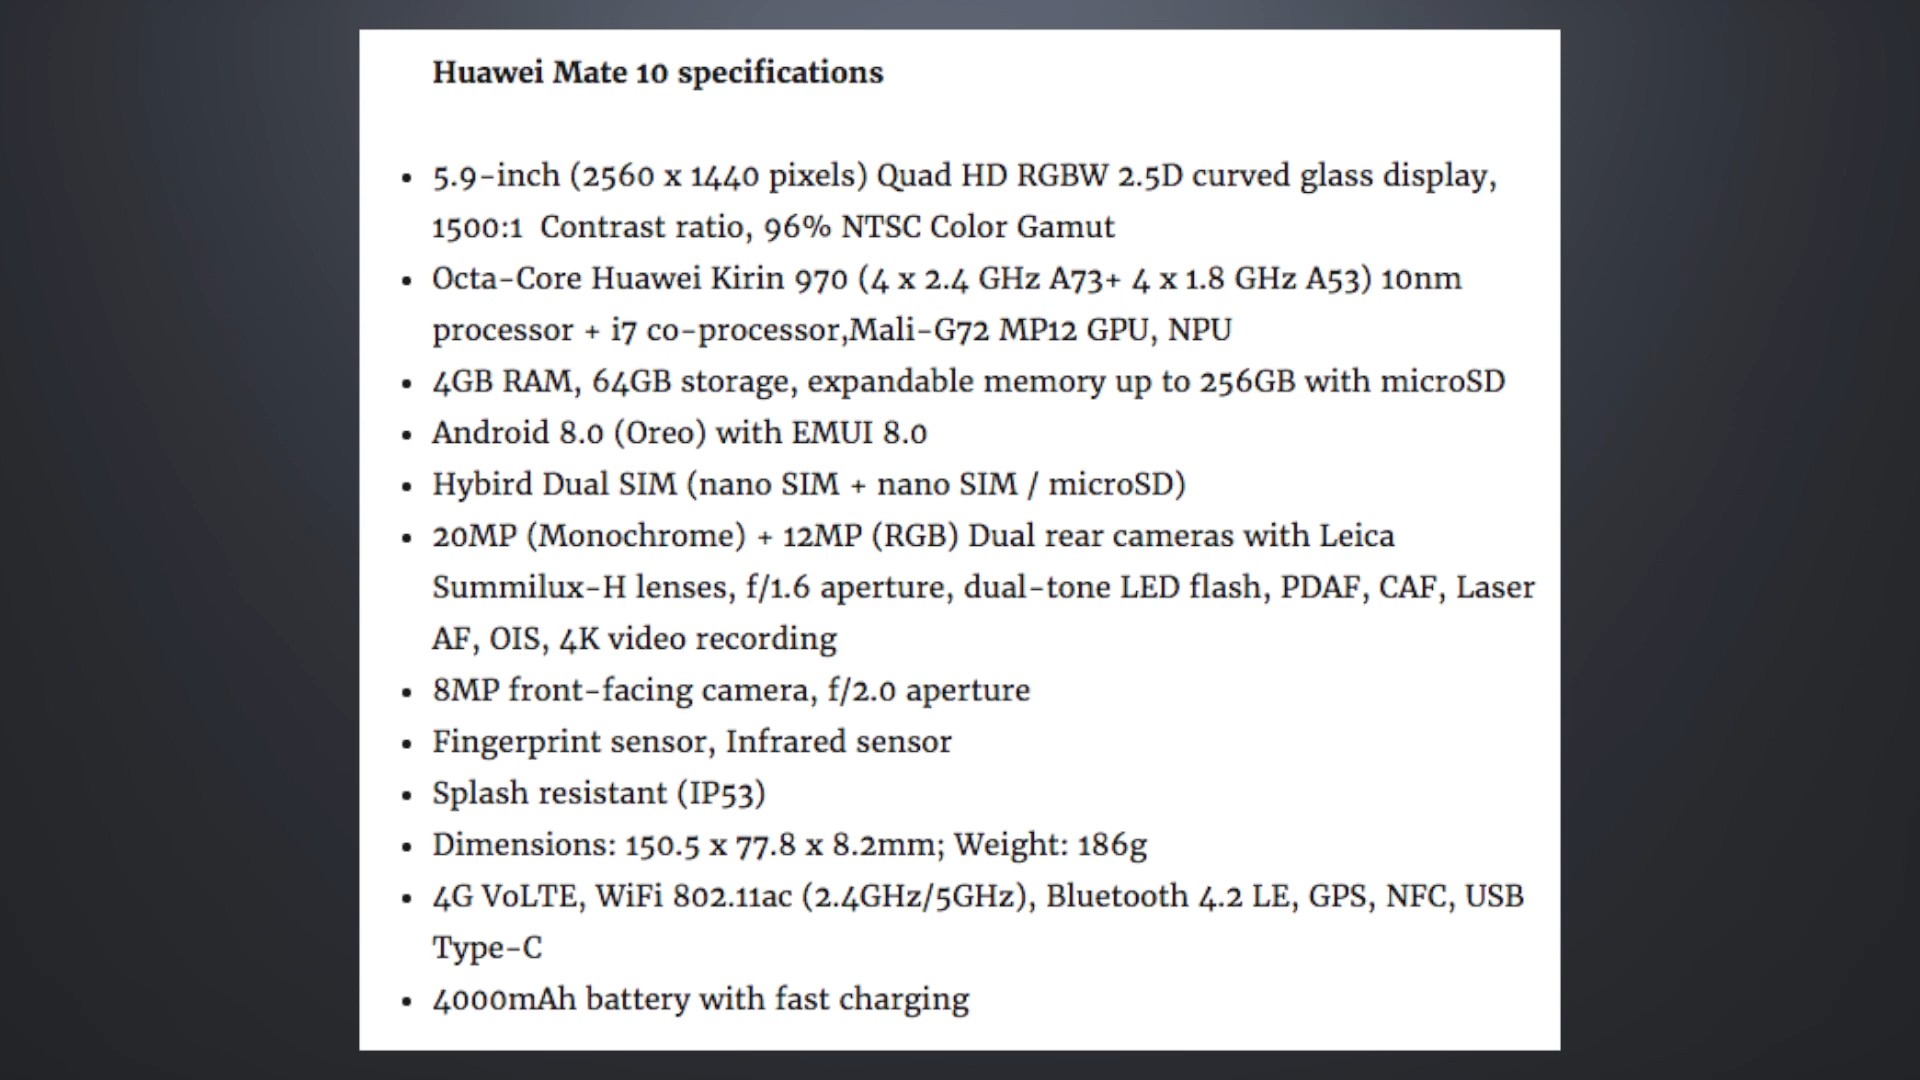 Huawei Mate 10 specifications
• 5.9-inch (2560 x 1440 pixels) Quad HD RGBW 2.5D curved glass display,
1500:1  Contrast ratio, 96% NTSC Color Gamut
• Octa-Core Huawei Kirin 970 (4 x 2.4 GHz A73+ 4 x 1.8 GHz A53) 10nm
processor + i7 co-processor,Mali-G72 MP12 GPU, NPU
• 4GB RAM, 64GB storage, expandable memory up to 256GB with microSD
• Android 8.0 (Oreo) with EMUI 8.0
• Hybird Dual SIM (nano SIM + nano SIM / microSD)
• 20MP (Monochrome) + 12MP (RGB) Dual rear cameras with Leica
Summilux-H lenses, f/1.6 aperture, dual-tone LED flash, PDAF, CAF, Laser
AF, OIS, 4K video recording
• 8MP front-facing camera, f/2.0 aperture
• Fingerprint sensor, Infrared sensor
• Splash resistant (IP53)
• Dimensions: 150.5 x 77.8 x 8.2mm; Weight: 186g
• 4G VoLTE, WiFi 802.11ac (2.4GHz/5GHz), Bluetooth 4.2 LE, GPS, NFC, USB
Type-C
• 4000mAh battery with fast charging